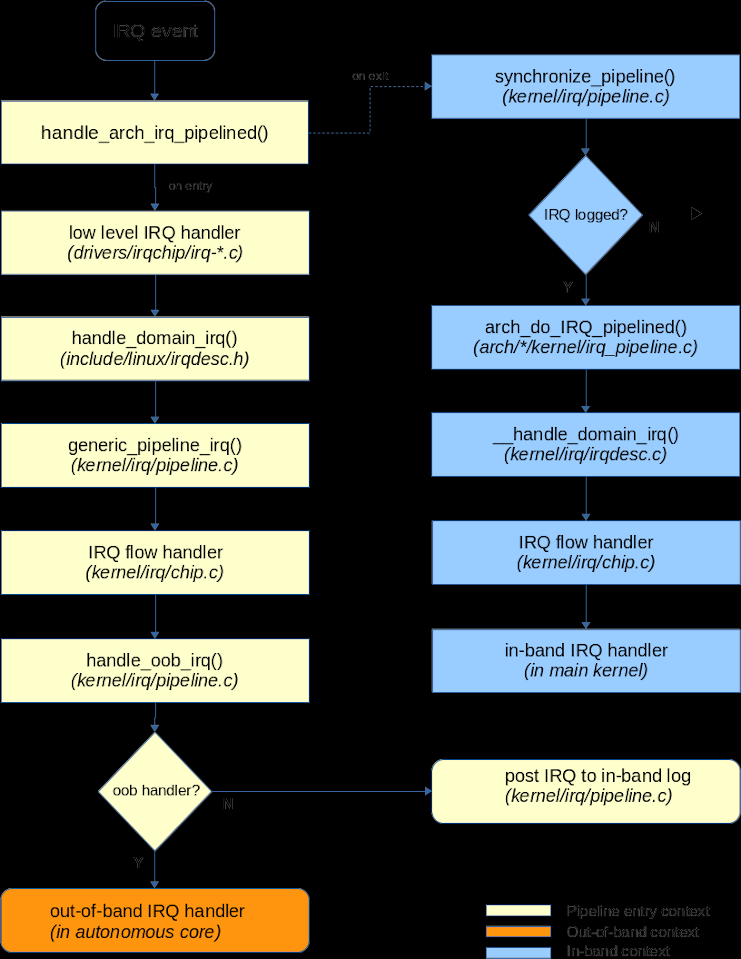 IRQ event
handle_arch_irq_pipelined()
on entry
low level IRQ handler
(drivers/irqchip/irq-*.c)
handle_domain_irq()
(include/linux/irqdesc.h)
generic_pipeline_irq()
(kernel/irq/pipeline.c)
IRQ flow handler
(kernel/irq/chip.c)
handle_oob_irq()
(kernel/irq/pipeline.c)
oob handler?
N
Y
out-of-band IRQ handler
(in autonomous core)
on exit
synchronize_pipeline()
(kernel/irq/pipeline.c)
IRQ logged?
N
Y
arch_do_IRQ_pipelined()
(arch/*/kernel/irq_pipeline.c)
__handle_domain_irq()
(kernel/irq/irqdesc.c)
IRQ flow handler
(kernel/irq/chip.c)
in-band IRQ handler
(in main kernel)
post IRQ to in-band log
(kernel/irq/pipeline.c)
Pipeline entry context
Out-of-band context
In-band context